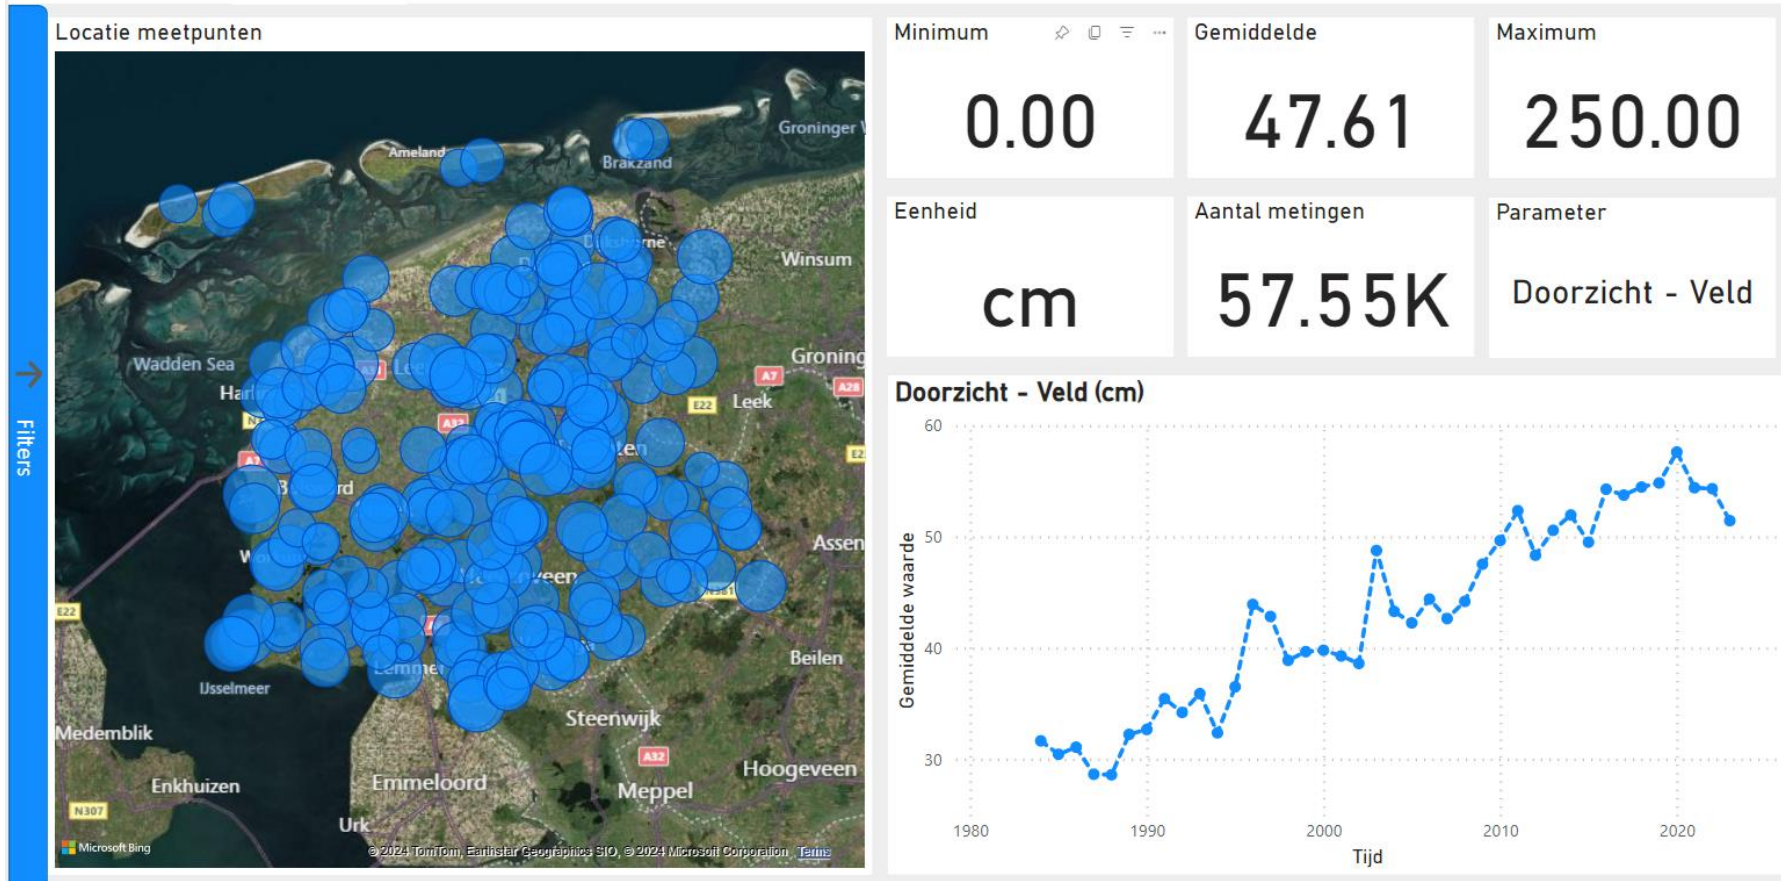 Filters
Locatie meetpunten
Groninger
Ameland
Brakzand
Winsum
Wadden Sea
Groning
A7
A28
E22
Leek
A32
Assen
E22
Beilen
IJsselmeer
Lemmer
Steenwijk
Medemblik
A32
Hoogeveen
Enkhuizen
Emmeloord
Meppel
N307
Urk
Microsoft Bing
© 2024 TomTom, Earthstar Geographics SIO, © 2024 Microsoft Corporation Terms
Minimum
0.00
Gemiddelde
47.61
Maximum
250.00
Eenheid
cm
Aantal metingen
57.55K
Parameter
Doorzicht - Veld
Doorzicht - Veld (cm)
Gemiddelde waarde
60
50
40
30
1980 1990 2000 2010 2020
Tijd